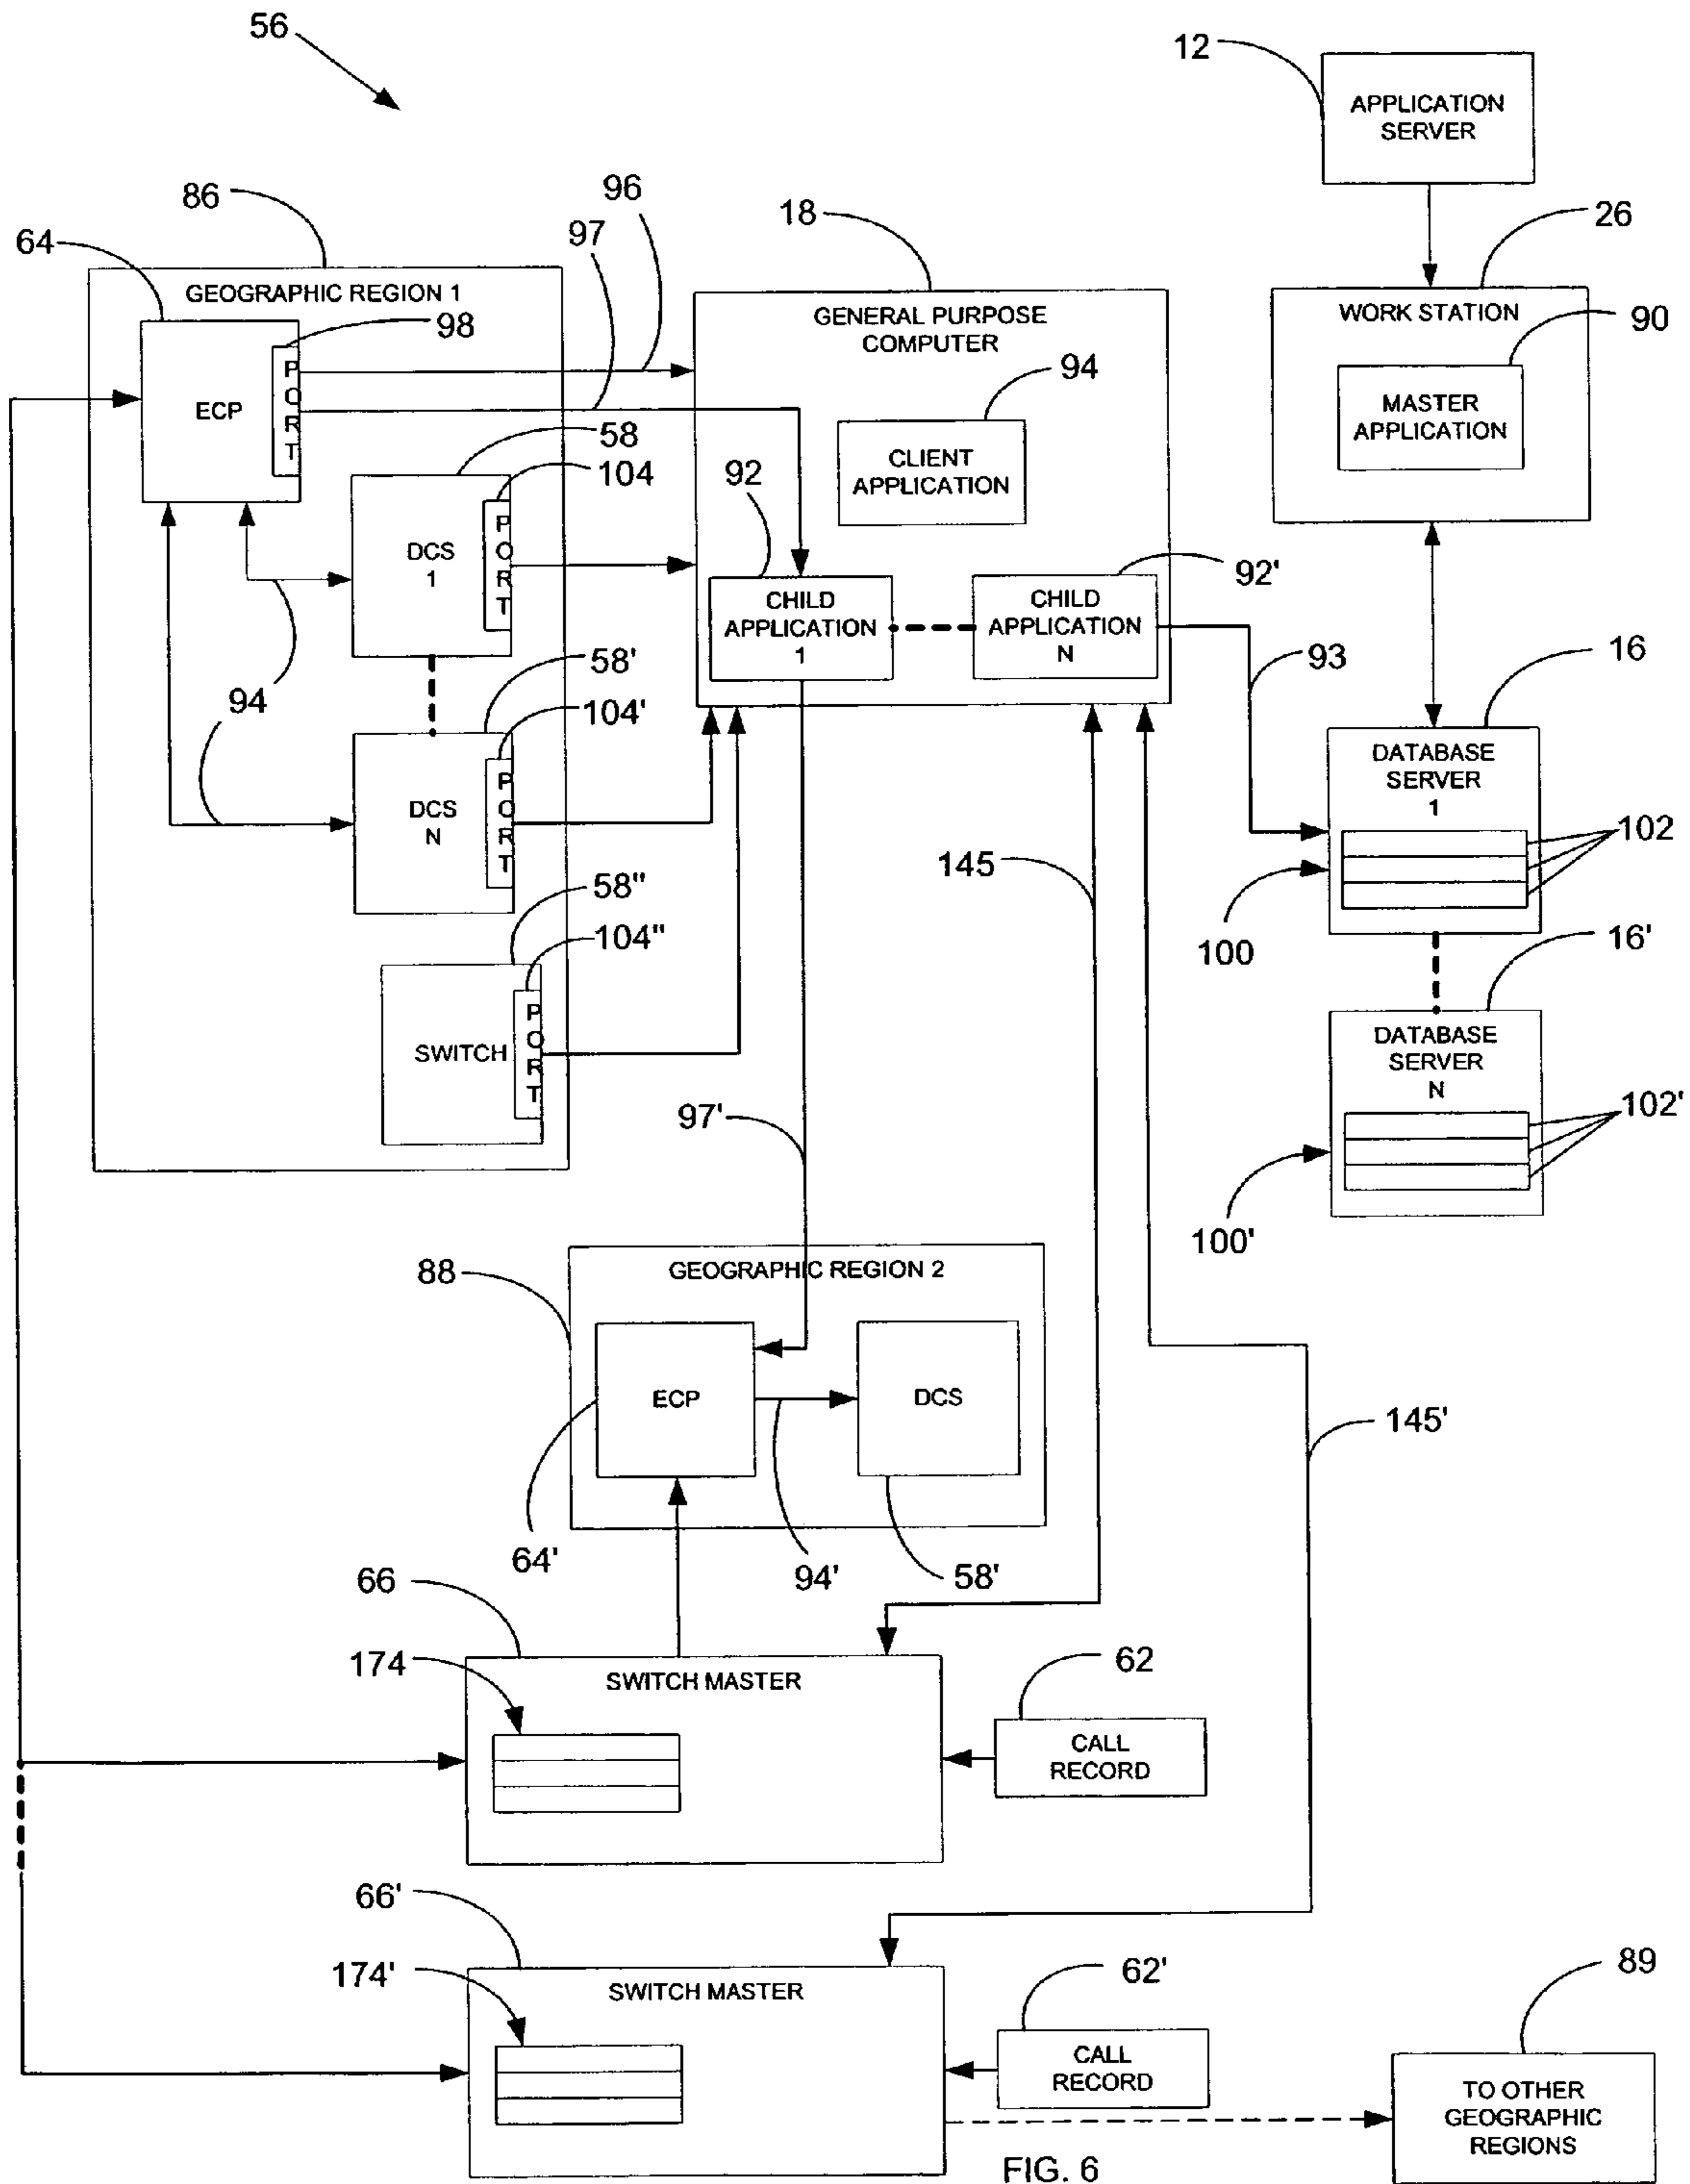 56
12
APPLICATION
SERVER
86
96
18
26
64
97
GEOGRAPHIC REGION 1
98
GENERAL PURPOSE
COMPUTER
WORK STATION
90
PORT
ECP
94
MASTER
APPLICATION
58
CLIENT
APPLICATION
104
92
DCS
1
PORT
92'
CHILD
APPLICATION
1
CHILD
APPLICATION
N
93
16
58'
94
104'
DATABASE
SERVER
1
DCS
N
PORT
102
145
58"
100
104"
16'
SWITCH
PORT
DATABASE
SERVER
N
97'
102'
100'
88
GEOGRAPHIC REGION 2
ECP
DCS
145'
64'
94'
58'
66
174
SWITCH MASTER
62
CALL
RECORD
66'
174'
SWITCH MASTER
62'
89
CALL
RECORD
TO OTHER
GEOGRAPHIC
REGIONS
FIG. 6